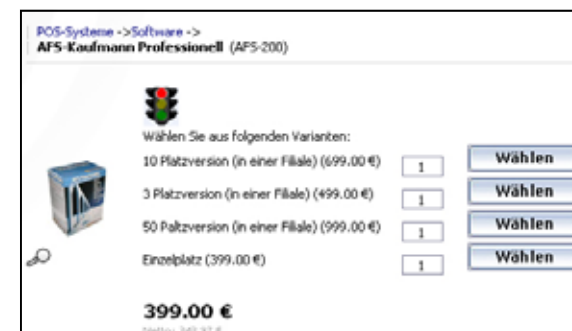 POS-Systeme ->Software ->
AFS-Kaufmann Professionell (AFS-200)
Wählen Sie aus folgenden Varianten:
10 Platzversion (in einer Filiale) (699.00 €) 1 Wählen
3 Platzversion (in einer Filiale) (499.00 €) 1 Wählen
50 Paltzversion (in einer Filiale) (999.00 €) 1 Wählen
Einzelplatz (399.00 €) 1 Wählen
399.00 €